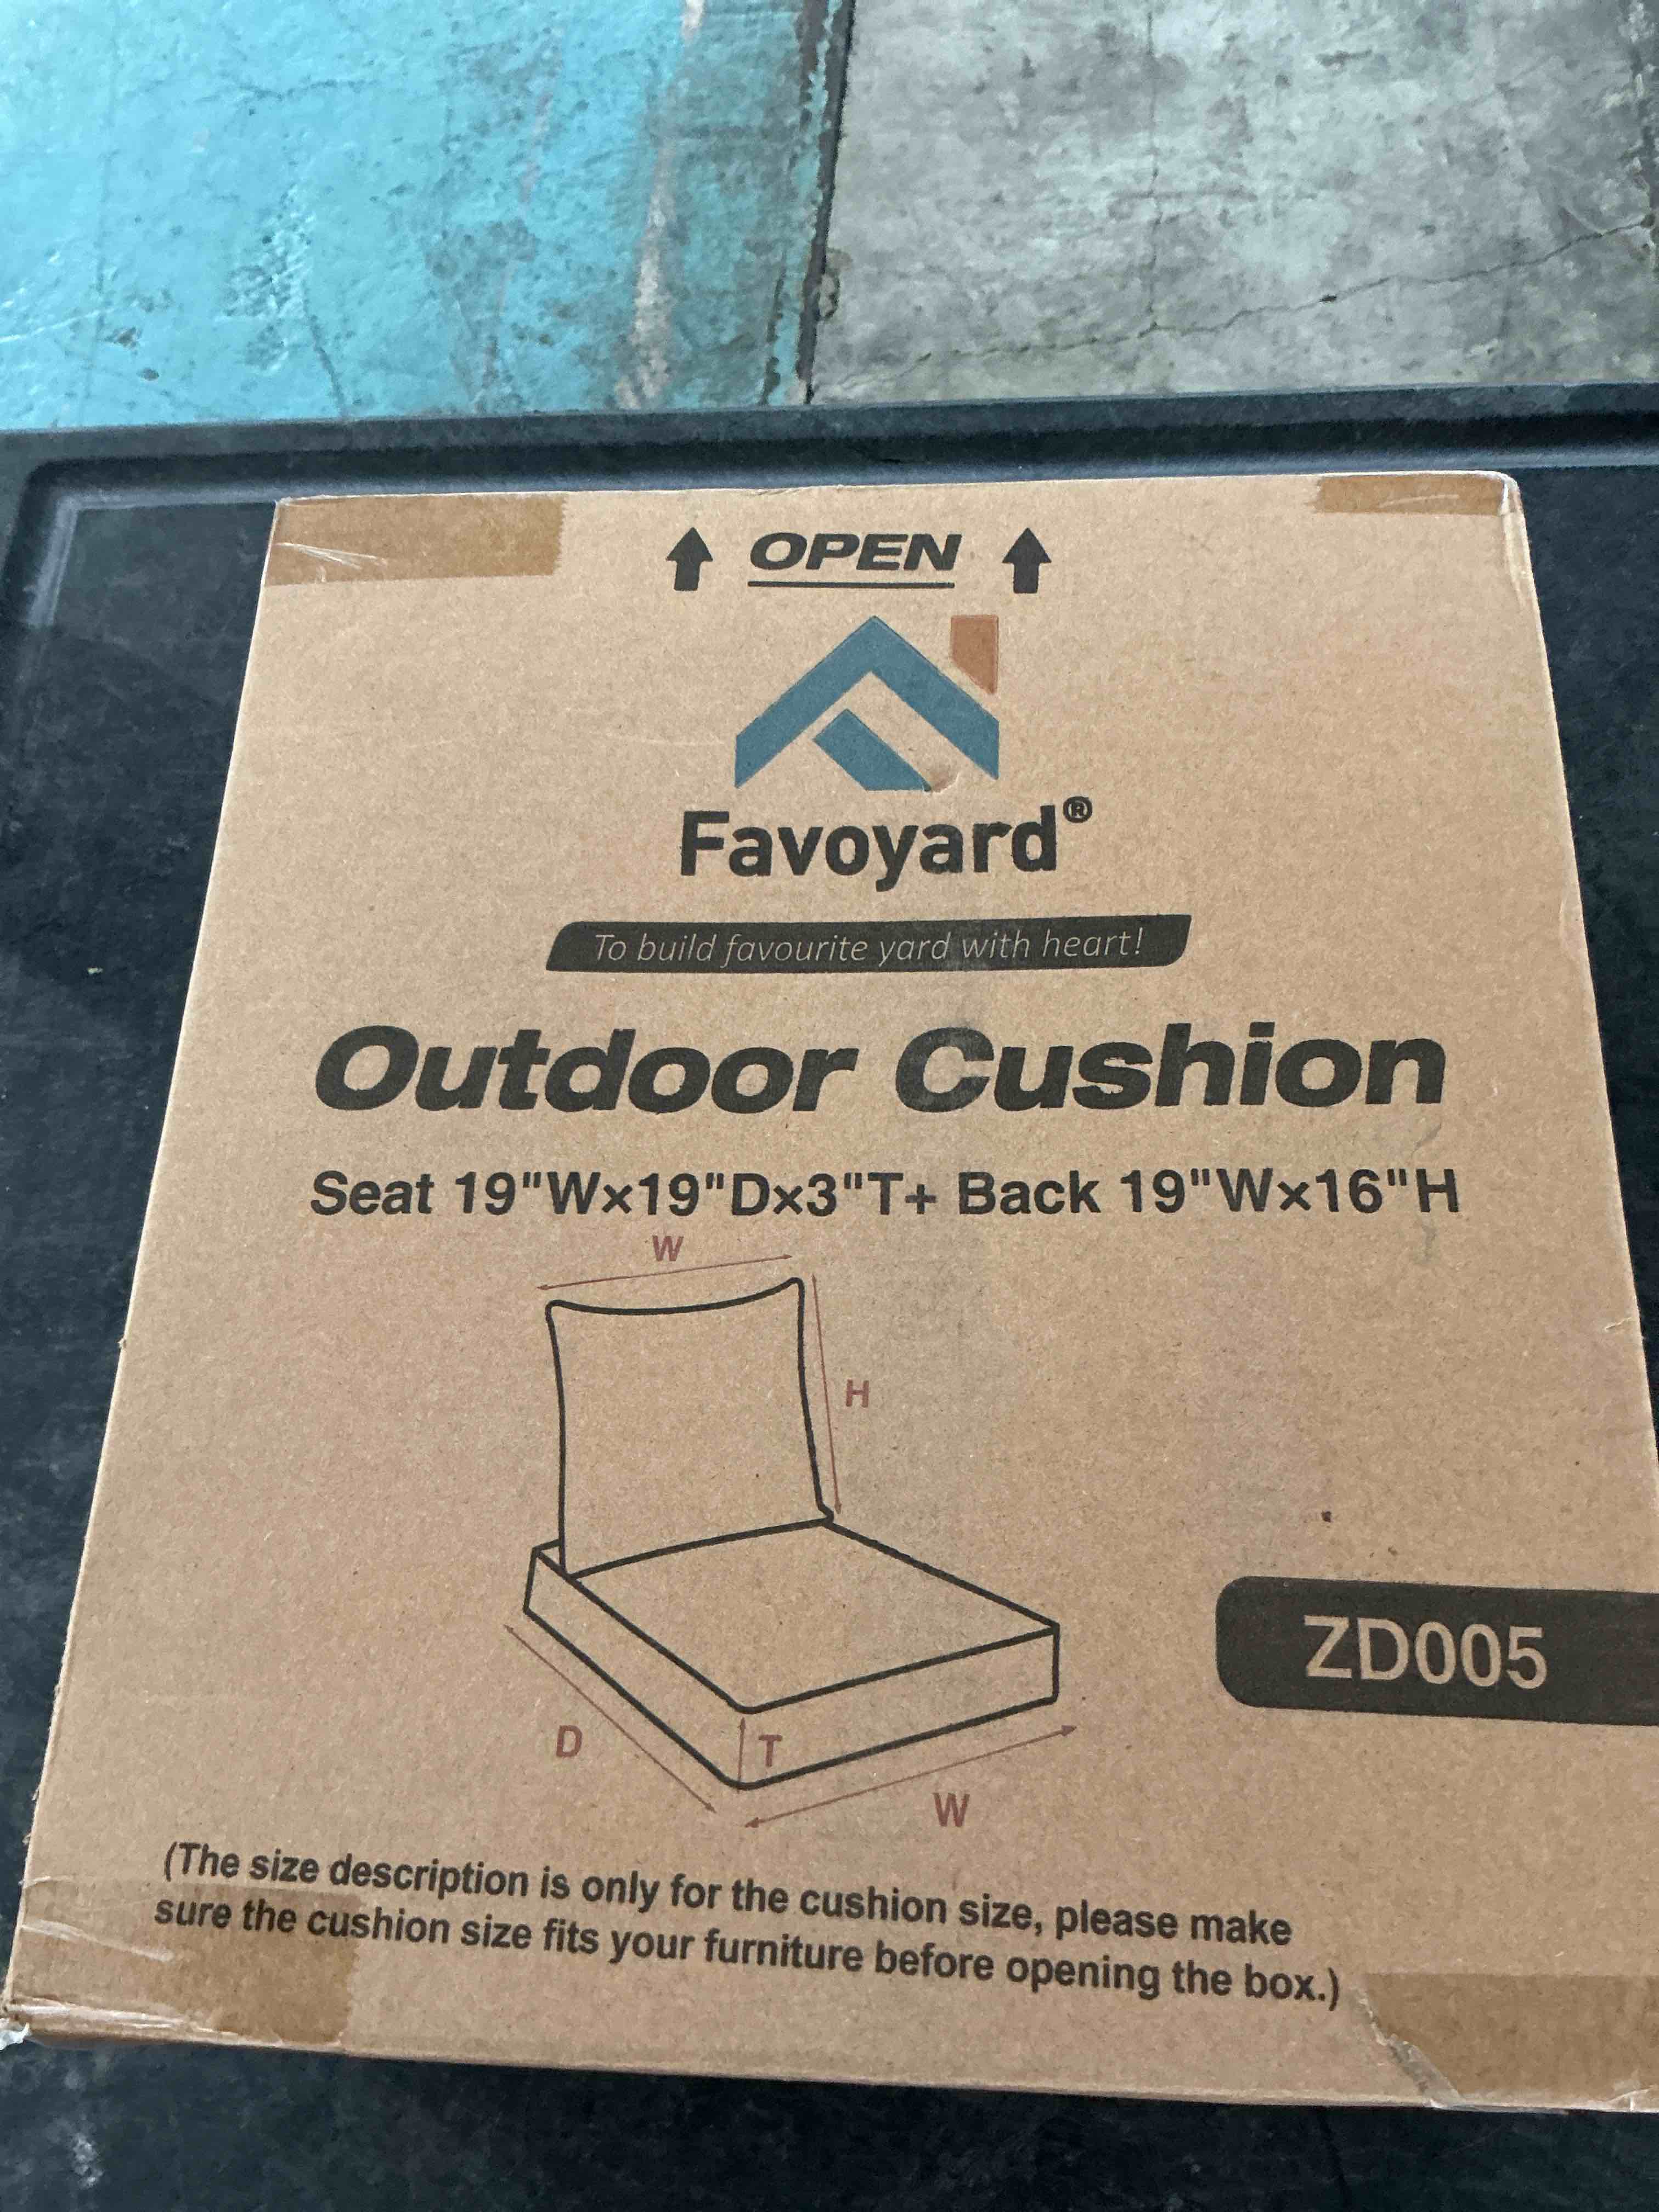 OPEN
Favoyard®
To build favourite yard with heart!
Outdoor Cushion
Seat 19"W×19"D×3"T+ Back 19"W×16"H
W
H
ZD005
D
T
W
(The size description is only for the cushion size, please make
sure the cushion size fits your furniture before opening the box.)